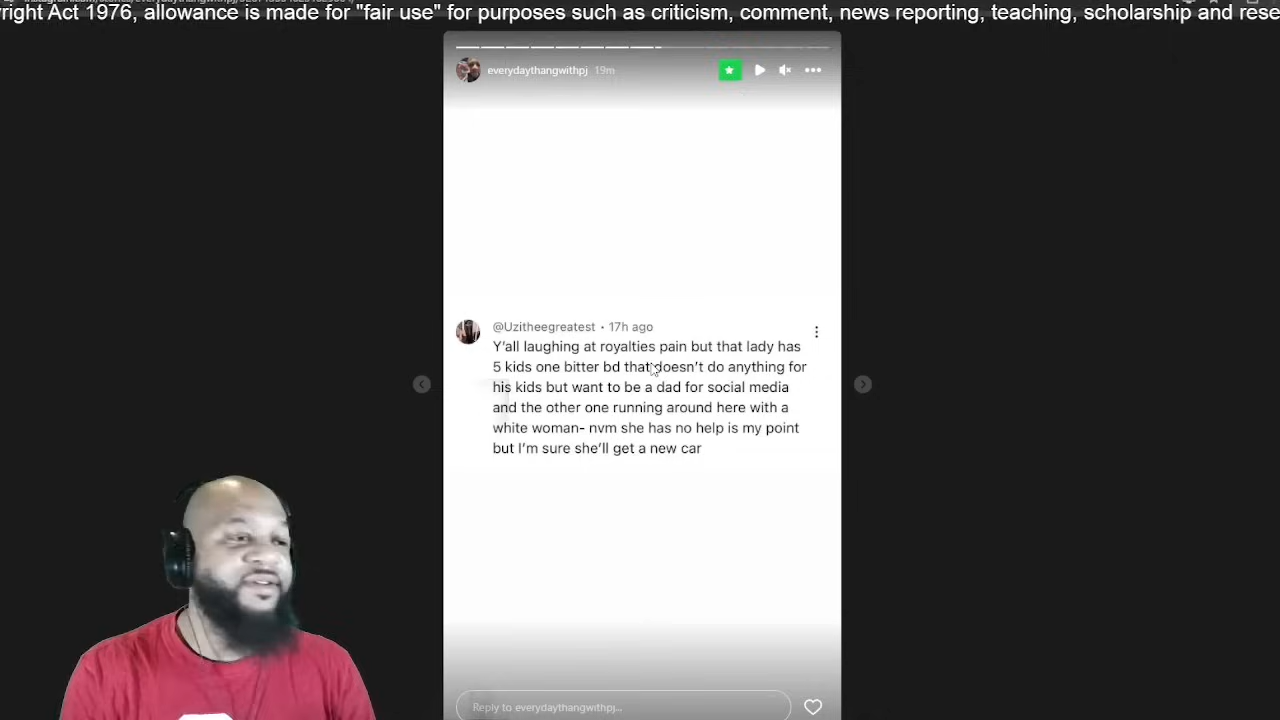 right Act 1976, allowance is made for "fair use" for purposes such as criticism, comment, news reporting, teaching, scholarship and rese
everydaythangwithpj 19m
@Uzitheegreatest • 17h ago
Y'all laughing at royalties pain but that lady has
5 kids one bitter bd that doesn't do anything for
his kids but want to be a dad for social media
and the other one running around here with a
white woman- nvm she has no help is my point
but I'm sure she'll get a new car
Reply to everydaythangwithpj...